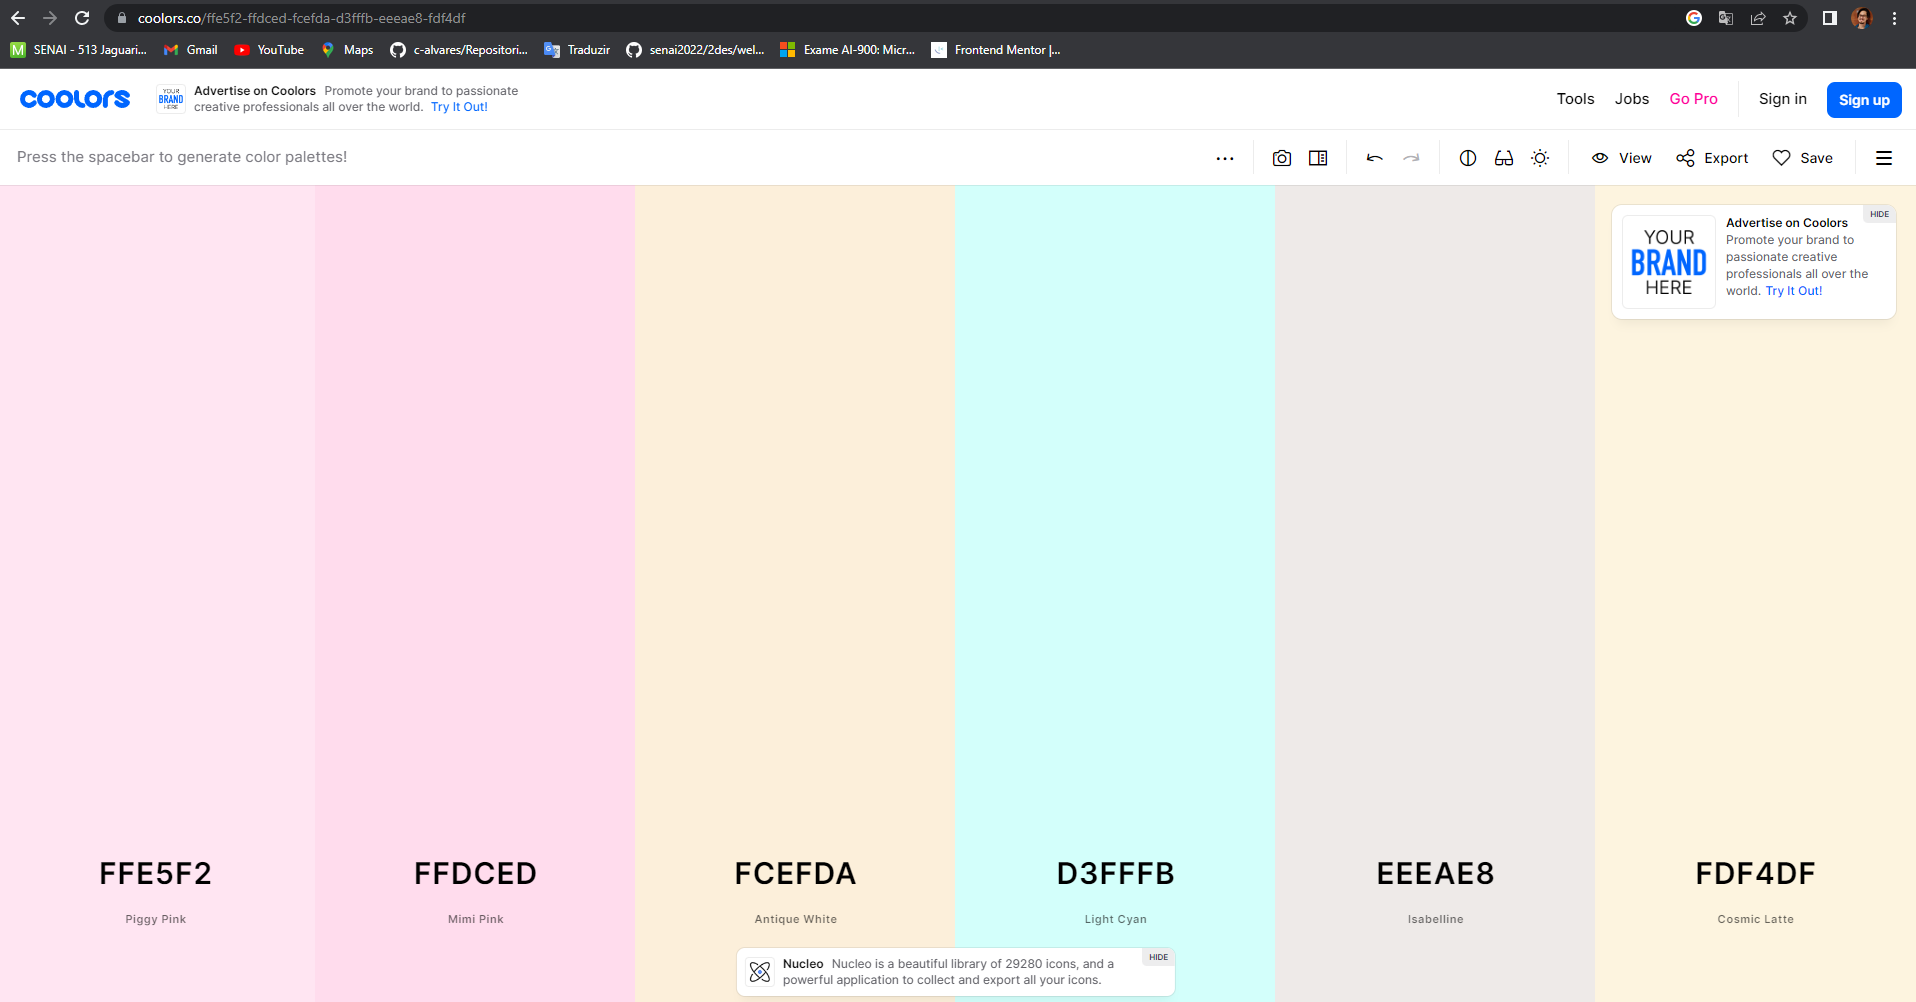 coolors.co/ffe5f2-ffdced-fcefda-d3fffb-eeeae8-fdf4df
SENAI - 513 Jaguari... Gmail YouTube Maps c-alvares/Repositori... Traduzir senai2022/2des/wel... Exame AI-900: Micr... Frontend Mentor |...
coolors
YOUR
BRAND
HERE
Advertise on Coolors Promote your brand to passionate
creative professionals all over the world. Try It Out!
Tools Jobs Go Pro Sign in Sign up
Press the spacebar to generate color palettes!
View Export Save
HIDE
YOUR
BRAND
HERE
Advertise on Coolors
Promote your brand to
passionate creative
professionals all over the
world. Try It Out!
FFE5F2 FFDCED FCEFDA D3FFFB EEEAE8 FDF4DF
Piggy Pink Mimi Pink Antique White Light Cyan Isabelline Cosmic Latte
Nucleo Nucleo is a beautiful library of 29280 icons, and a
powerful application to collect and export all your icons.
HIDE